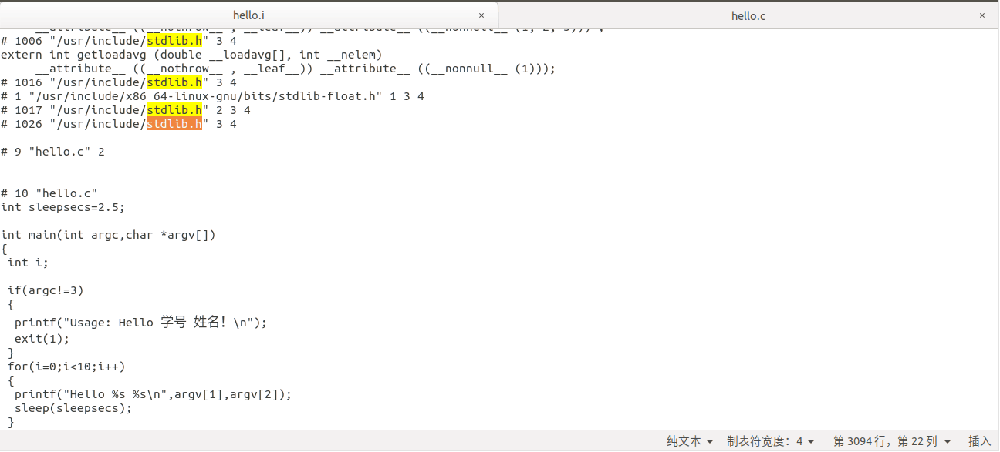 hello.i × hello.c ×
__attribute__ ((__nothrow__ , __leaf__)) __attribute__ ((__nonnull__ (1, 2, 3))) ;
# 1006 "/usr/include/stdlib.h" 3 4
extern int getloadavg (double __loadavg[], int __nelem)
     __attribute__ ((__nothrow__ , __leaf__)) __attribute__ ((__nonnull__ (1)));
# 1016 "/usr/include/stdlib.h" 3 4
# 1 "/usr/include/x86_64-linux-gnu/bits/stdlib-float.h" 1 3 4
# 1017 "/usr/include/stdlib.h" 2 3 4
# 1026 "/usr/include/stdlib.h" 3 4
# 9 "hello.c" 2
# 10 "hello.c"
int sleepsecs=2.5;
int main(int argc,char *argv[])
{
 int i;
 if(argc!=3)
 {
  printf("Usage: Hello 学号 姓名！\n");
  exit(1);
 }
 for(i=0;i<10;i++)
 {
  printf("Hello %s %s\n",argv[1],argv[2]);
  sleep(sleepsecs);
 }
纯文本 制表符宽度：4 第 3094 行，第 22 列 插入